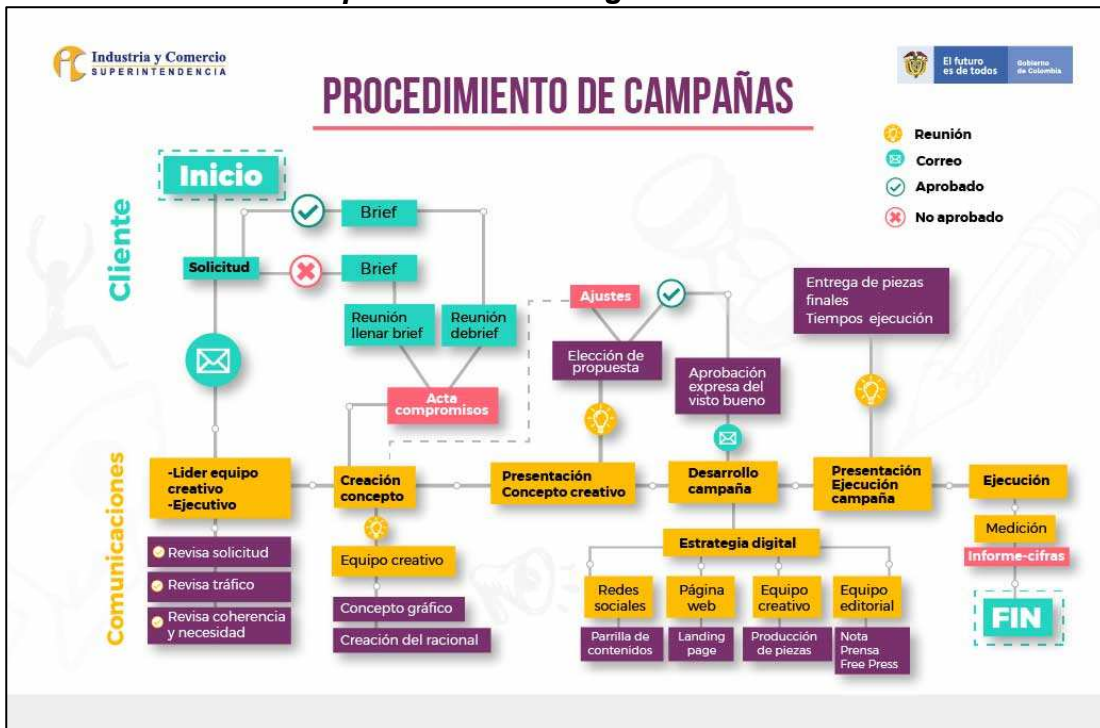 Industria y Comercio
SUPERINTENDENCIA
El futuro
es de todos
Gobierno
de Colombia
PROCEDIMIENTO DE CAMPAÑAS
Reunión
Correo
Aprobado
No aprobado
Cliente
Inicio
Brief
Solicitud
Brief
Reunión
llenar brief
Reunión
debrief
Acta
compromisos
Ajustes
Elección de
propuesta
Aprobación
expresa del
visto bueno
Entrega de piezas
finales
Tiempos ejecución
Comunicaciones
-Lider equipo
creativo
-Ejecutivo
Creación
concepto
Presentación
Concepto creativo
Desarrollo
campaña
Presentación
Ejecución
campaña
Ejecución
Revisa solicitud
Revisa tráfico
Revisa coherencia
y necesidad
Equipo creativo
Concepto gráfico
Creación del racional
Estrategia digital
Redes
sociales
Página
web
Equipo
creativo
Equipo
editorial
Parrilla de
contenidos
Landing
page
Producción
de piezas
Nota
Prensa
Free Press
Medición
Informe-cifras
FIN